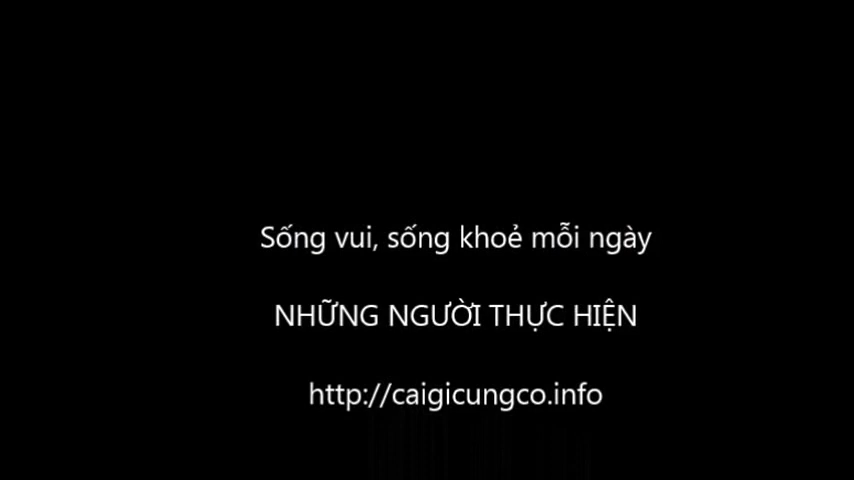 Sống vui, sống khoẻ mỗi ngày
NHỮNG NGƯỜI THỰC HIỆN
http://caigicungco.info